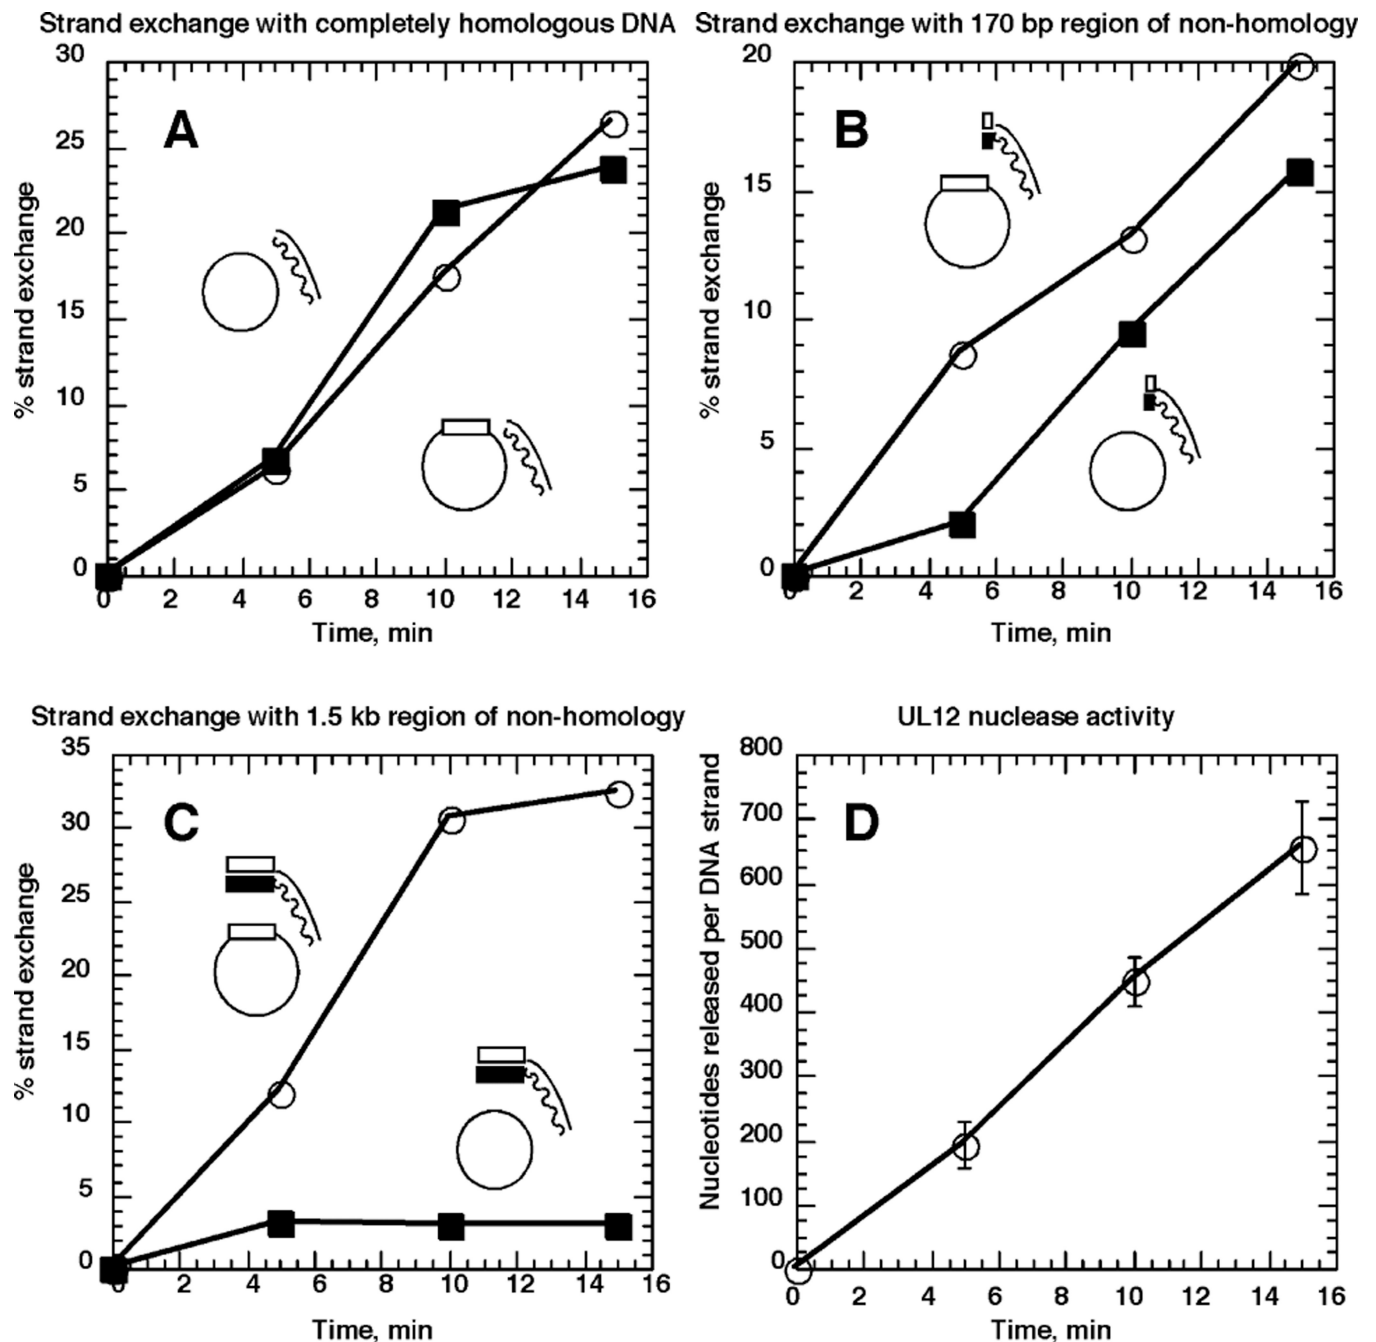 Strand exchange with completely homologous DNA
30
25
20
15
10
5
0
% strand exchange
A
0 2 4 6 8 10 12 14 16
Time, min
Strand exchange with 170 bp region of non-homology
20
15
10
5
0
% strand exchange
B
0 2 4 6 8 10 12 14 16
Time, min
Strand exchange with 1.5 kb region of non-homology
35
30
25
20
15
10
5
0
% strand exchange
C
0 2 4 6 8 10 12 14 16
Time, min
UL12 nuclease activity
800
700
600
500
400
300
200
100
0
Nucleotides released per DNA strand
D
0 2 4 6 8 10 12 14 16
Time, min